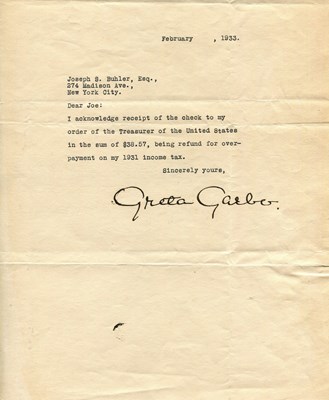 February , 1933.
Joseph S. Buhler, Esq.,
274 Madison Ave.,
New York City.
Dear Joe:
I acknowledge receipt of the check to my
order of the Treasurer of the United States
in the sum of $38.57, being refund for over-
payment on my 1931 income tax.
Sincerely yours,
Greta Garbo.